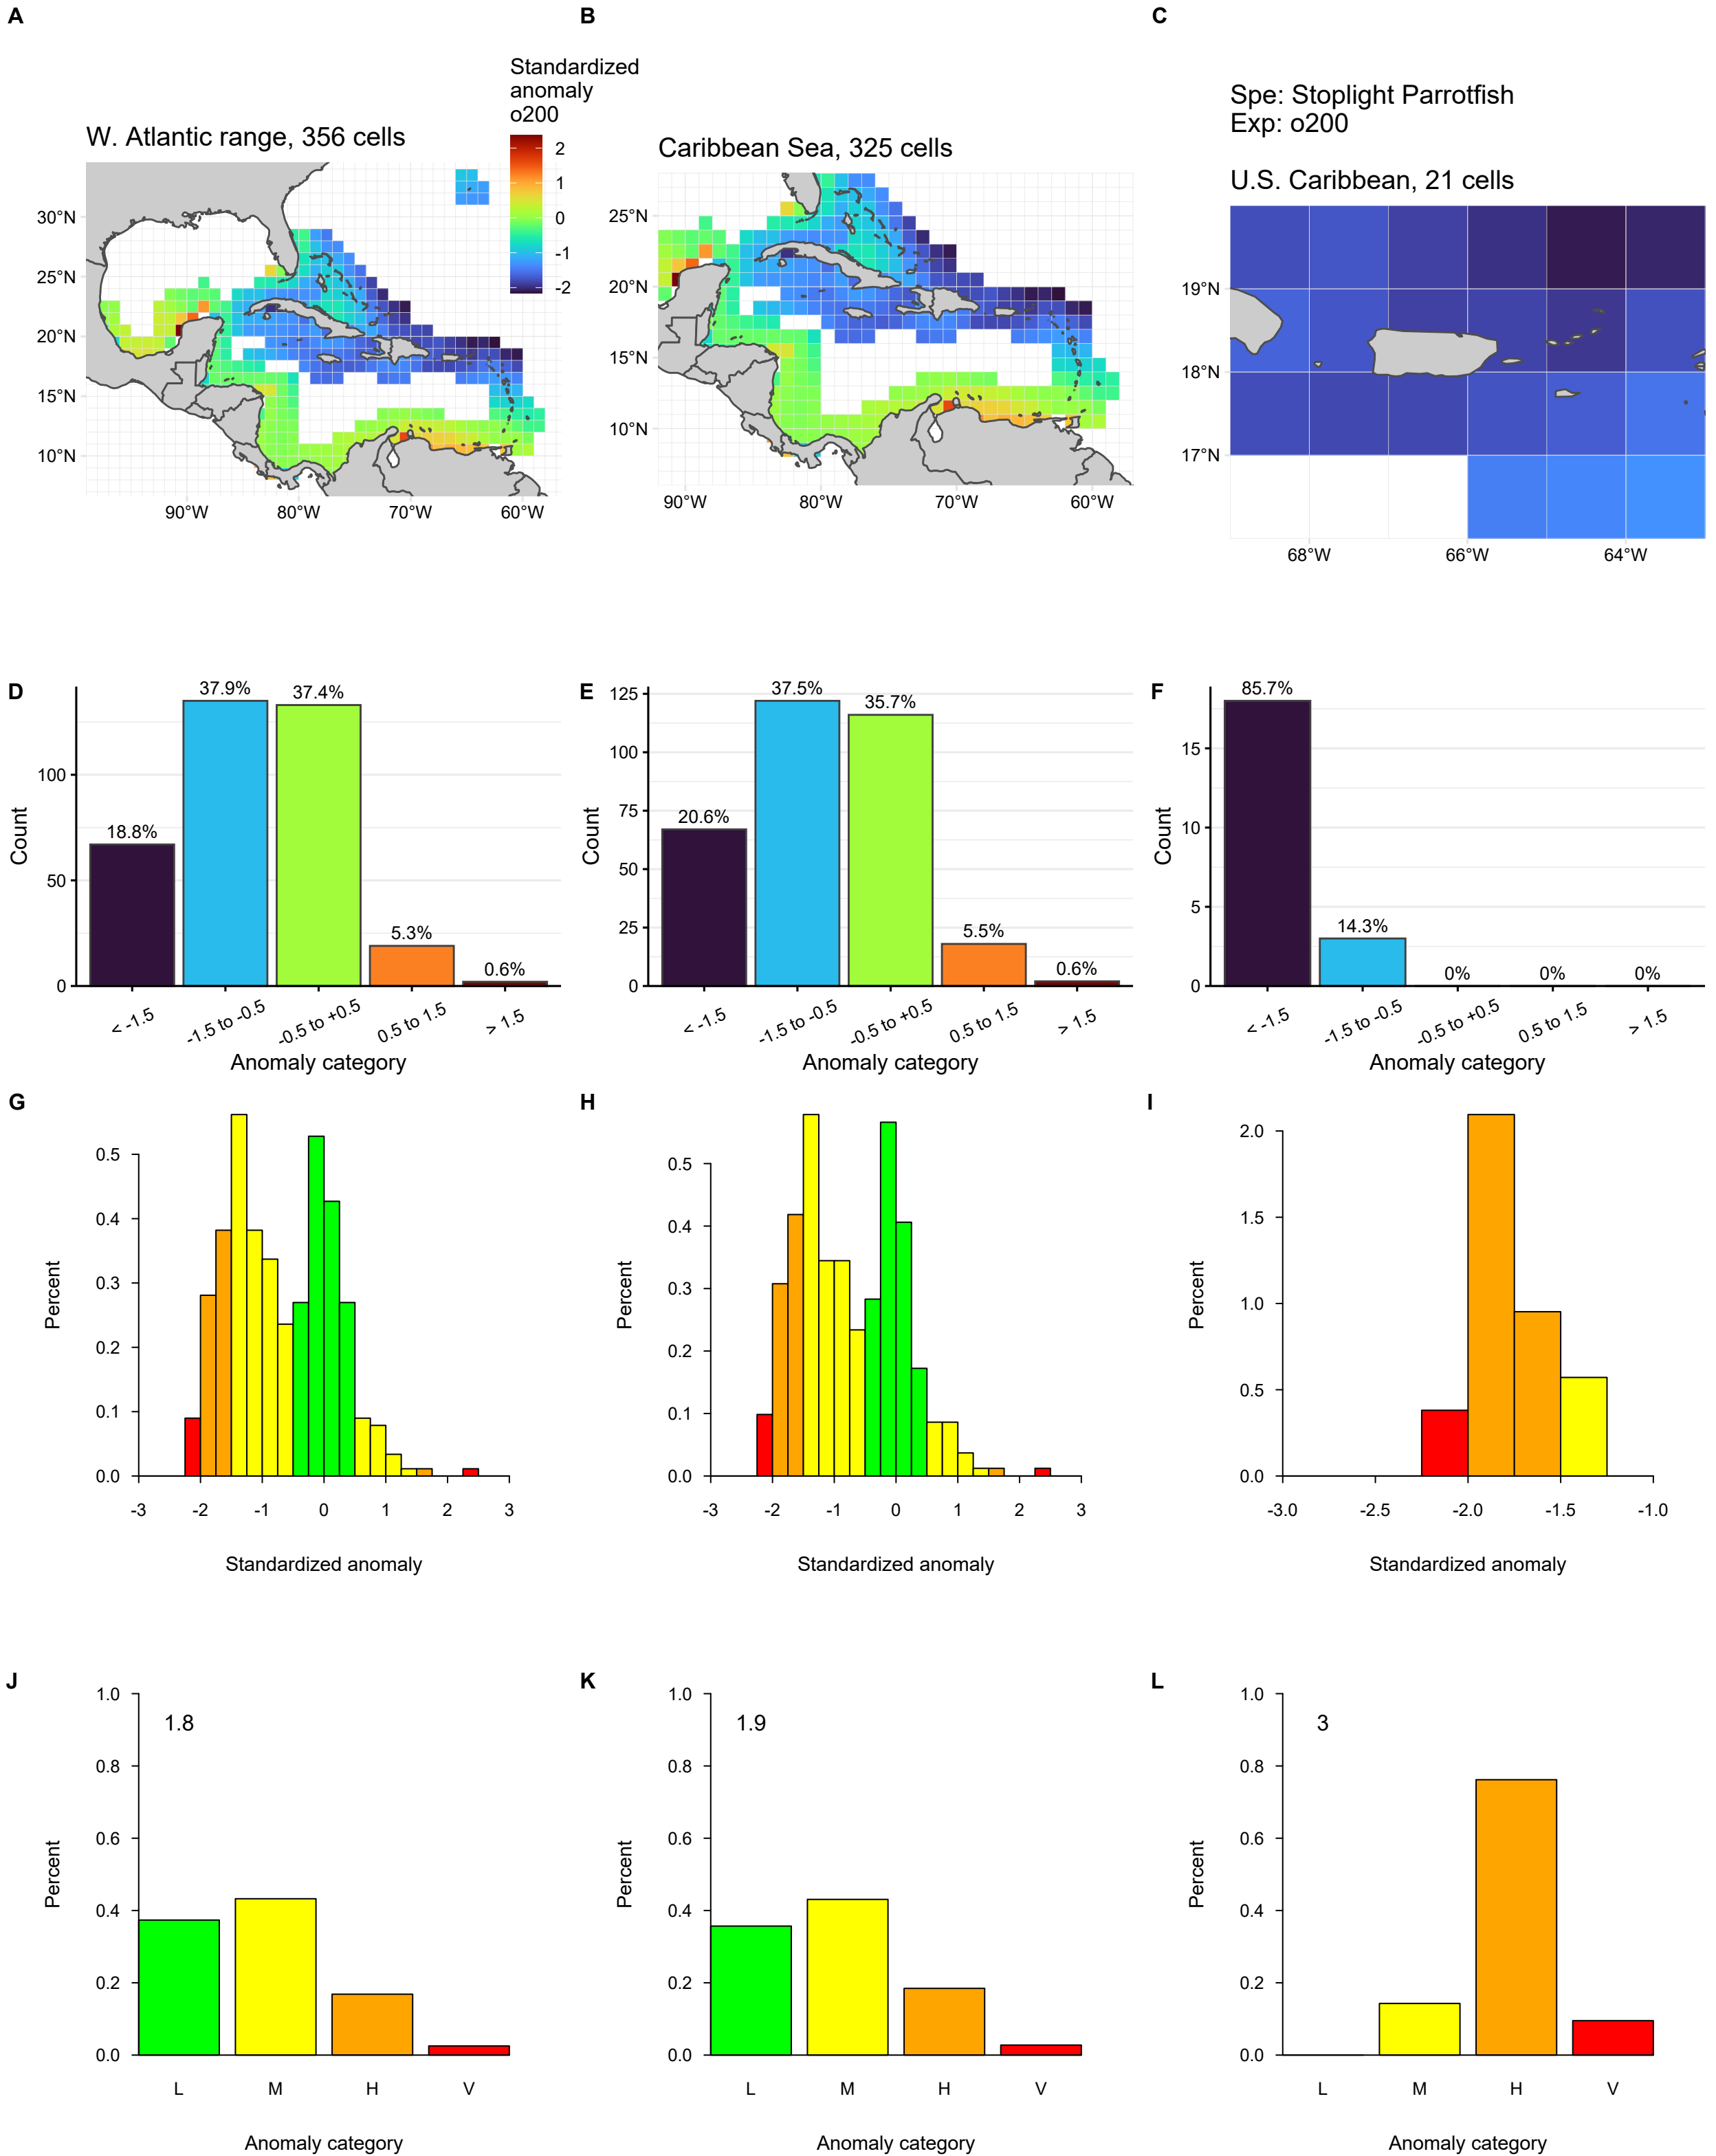 A
B
C
Standardized
anomaly
o200
2
1
0
-1
-2
W. Atlantic range, 356 cells
30°N
25°N
20°N
15°N
10°N
90°W
80°W
70°W
60°W
Caribbean Sea, 325 cells
25°N
20°N
15°N
10°N
90°W
80°W
70°W
60°W
Spe: Stoplight Parrotfish
Exp: o200
U.S. Caribbean, 21 cells
19°N
18°N
17°N
68°W
66°W
64°W
D
Count
100
50
0
18.8%
37.9%
37.4%
5.3%
0.6%
< -1.5
-1.5 to -0.5
-0.5 to +0.5
0.5 to 1.5
> 1.5
Anomaly category
E
Count
125
100
75
50
25
0
20.6%
37.5%
35.7%
5.5%
0.6%
< -1.5
-1.5 to -0.5
-0.5 to +0.5
0.5 to 1.5
> 1.5
Anomaly category
F
Count
15
10
5
0
85.7%
14.3%
0%
0%
0%
< -1.5
-1.5 to -0.5
-0.5 to +0.5
0.5 to 1.5
> 1.5
Anomaly category
G
Percent
0.5
0.4
0.3
0.2
0.1
0.0
-3
-2
-1
0
1
2
3
Standardized anomaly
H
Percent
0.5
0.4
0.3
0.2
0.1
0.0
-3
-2
-1
0
1
2
3
Standardized anomaly
I
Percent
2.0
1.5
1.0
0.5
0.0
-3.0
-2.5
-2.0
-1.5
-1.0
Standardized anomaly
J
Percent
1.0
0.8
0.6
0.4
0.2
0.0
1.8
L
M
H
V
Anomaly category
K
Percent
1.0
0.8
0.6
0.4
0.2
0.0
1.9
L
M
H
V
Anomaly category
L
Percent
1.0
0.8
0.6
0.4
0.2
0.0
3
L
M
H
V
Anomaly category